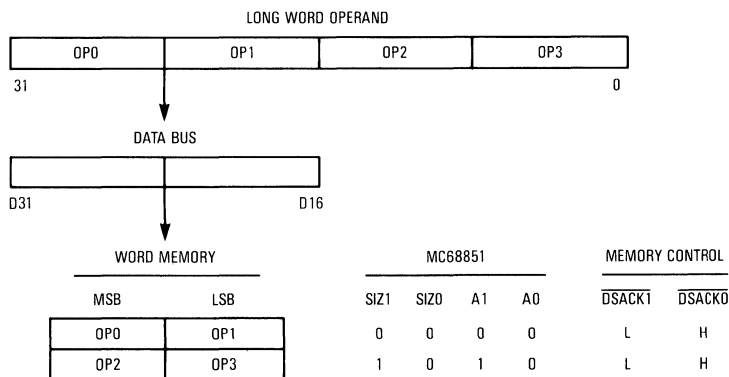 LONG WORD OPERAND
OP0 OP1 OP2 OP3
31 0
DATA BUS
D31 D16
WORD MEMORY MC68851 MEMORY CONTROL
MSB LSB SIZ1 SIZ0 A1 A0 DSACK1 DSACK0
OP0 OP1 0 0 0 0 L H
OP2 OP3 1 0 1 0 L H